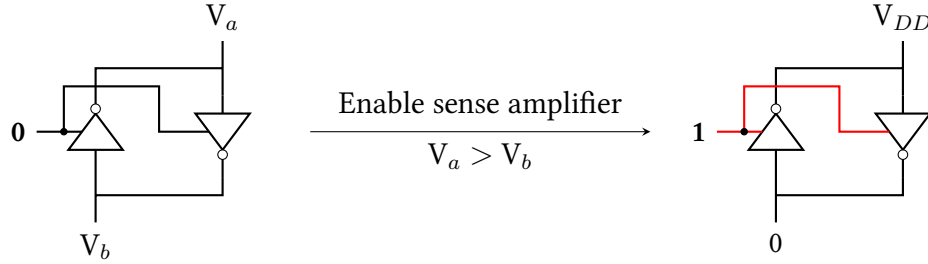 V_a
V_DD
0
Enable sense amplifier
1
V_a > V_b
V_b
0